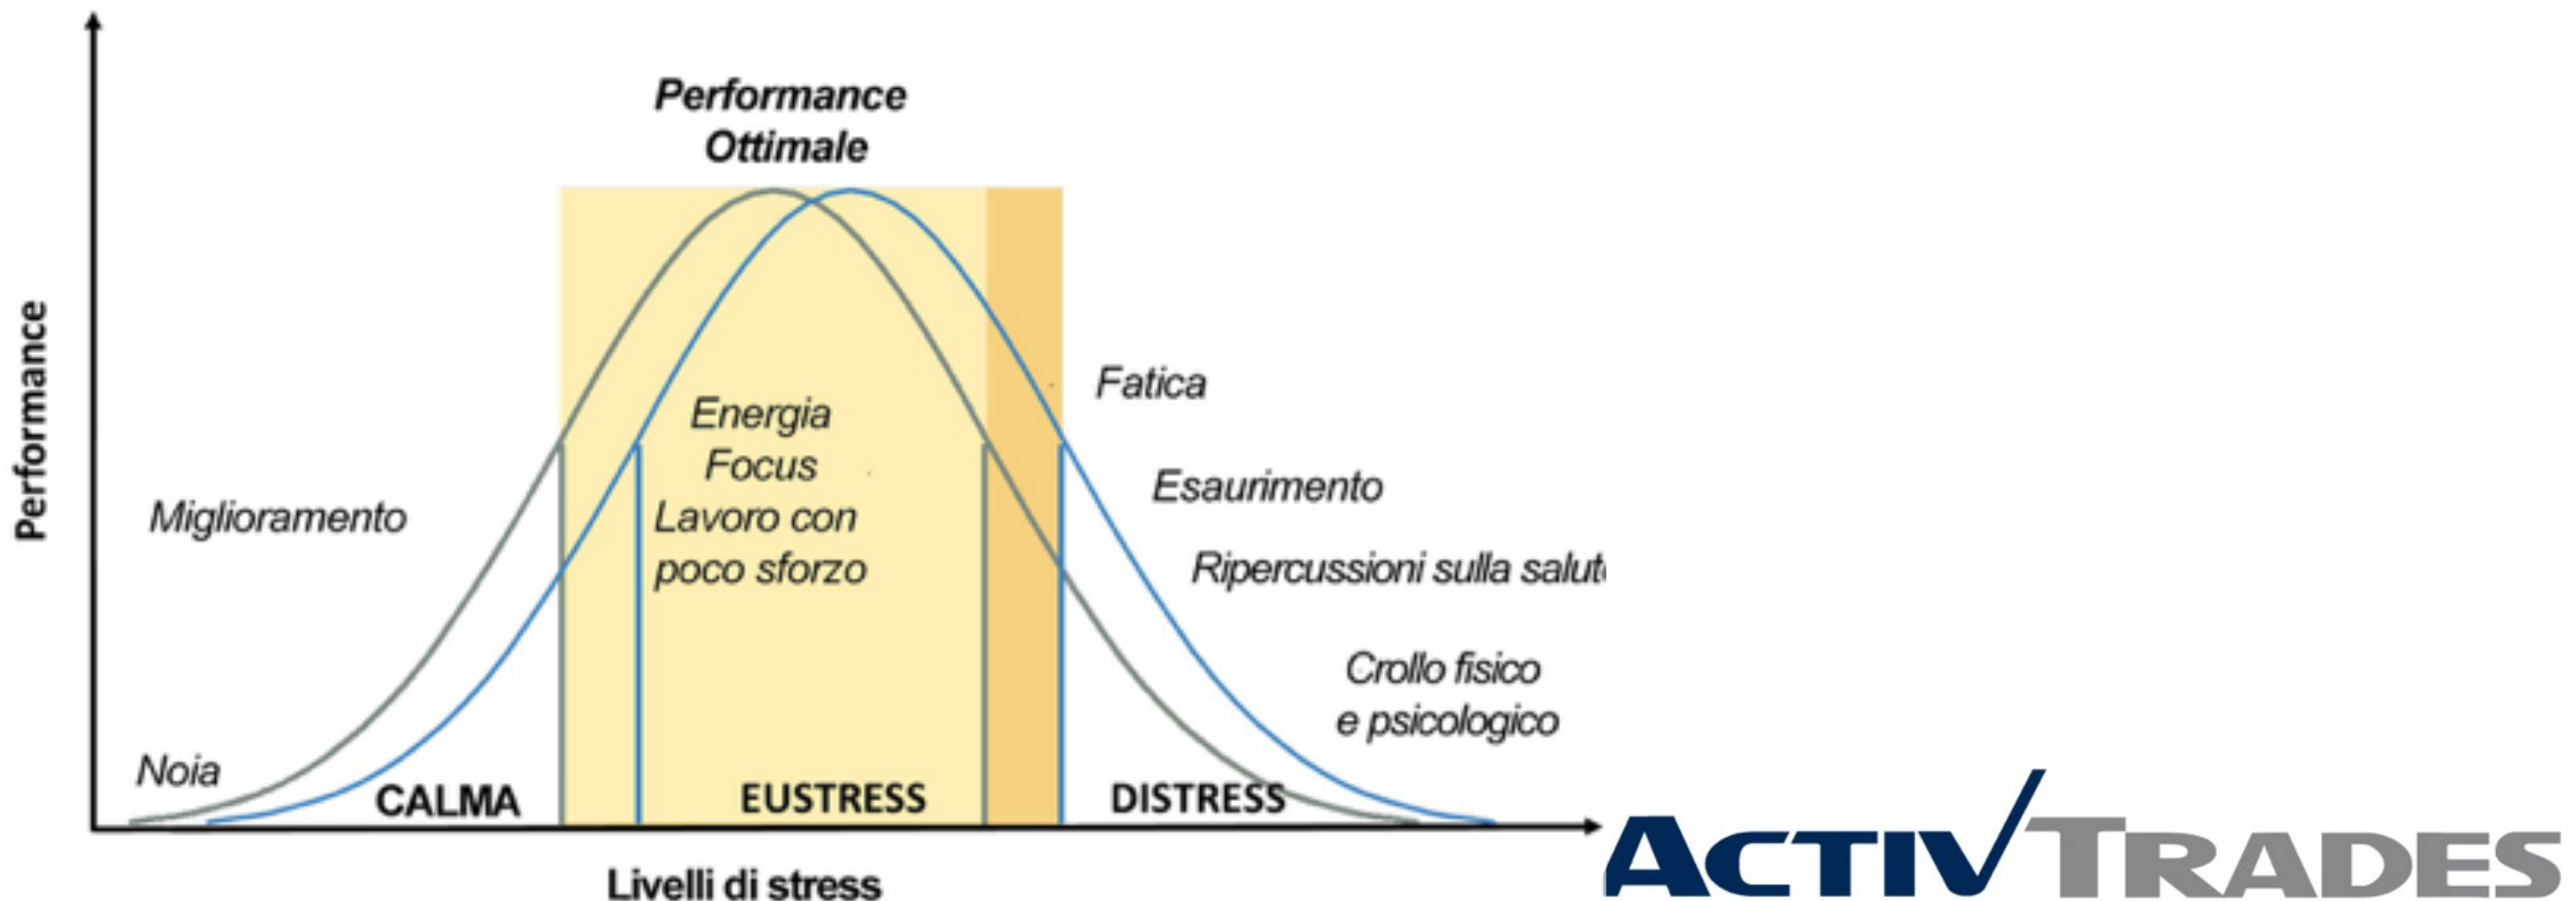 Performance
Ottimale
Performance
Fatica
Energia
Focus
Lavoro con
poco sforzo
Esaurimento
Miglioramento
Ripercussioni sulla salut
Crollo fisico
e psicologico
Noia
CALMA
EUSTRESS
DISTRESS
Livelli di stress
ACTIVTRADES